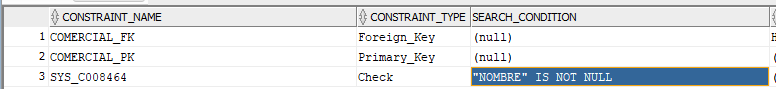 CONSTRAINT_NAME CONSTRAINT_TYPE SEARCH_CONDITION
1 COMERCIAL_FK Foreign_Key (null)
2 COMERCIAL_PK Primary_Key (null) (
3 SYS_C008464 Check "NOMBRE" IS NOT NULL (